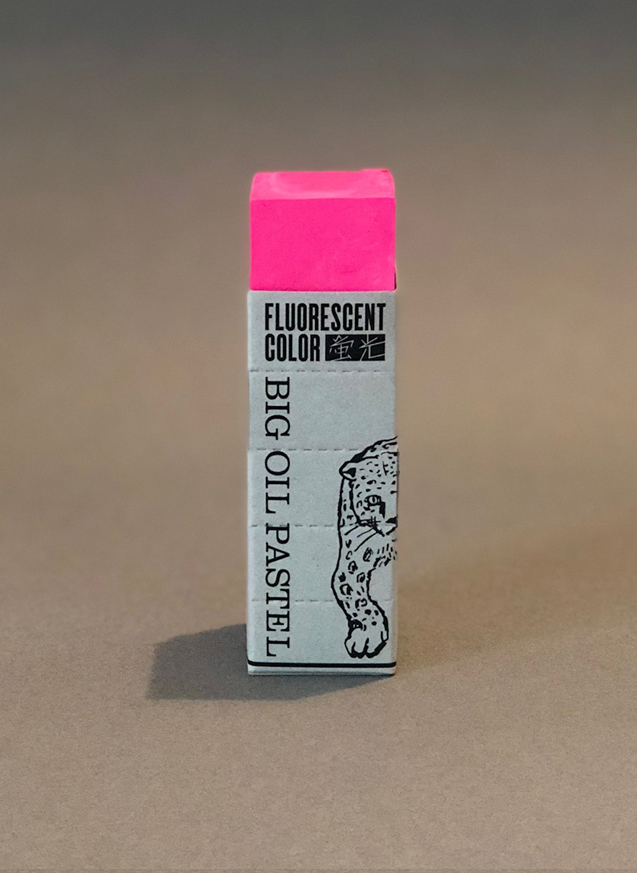 FLUORESCENT
COLOR 蛍光
BIG OIL PASTEL